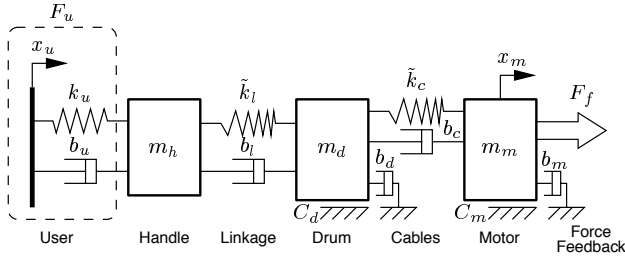 F_u
x_u
x_m
k_u
k̃_l
k̃_c
F_f
b_u
b_l
b_c
b_d
b_m
m_h
m_d
m_m
C_d
C_m
User
Handle
Linkage
Drum
Cables
Motor
Force
Feedback